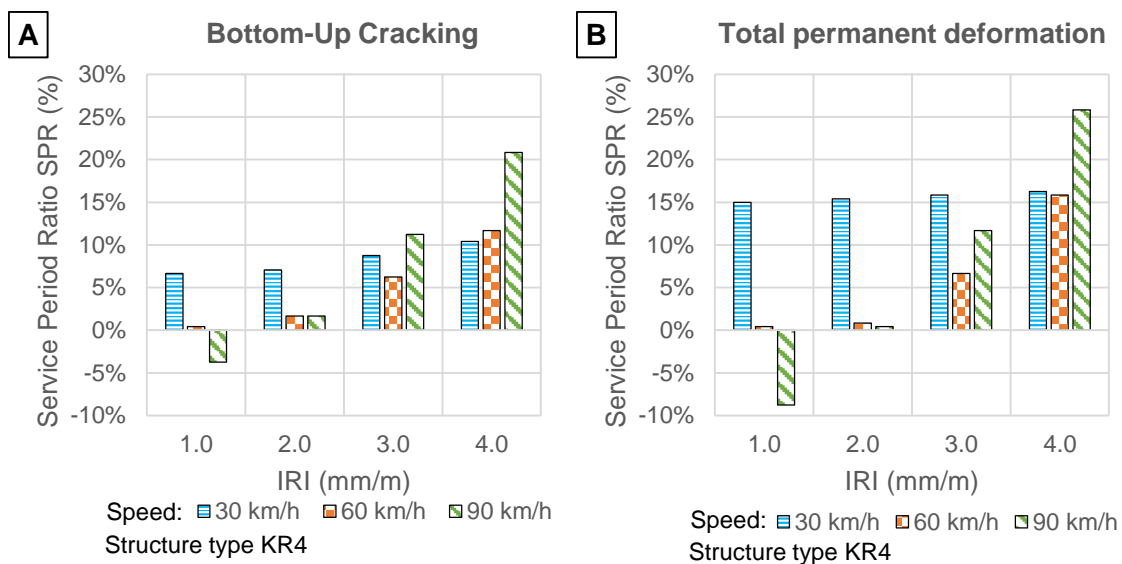 A
Bottom-Up Cracking
Service Period Ratio SPR (%)
30%
25%
20%
15%
10%
5%
0%
-5%
-10%
1.0 2.0 3.0 4.0
IRI (mm/m)
Speed: 30 km/h 60 km/h 90 km/h
Structure type KR4
B
Total permanent deformation
Service Period Ratio SPR (%)
30%
25%
20%
15%
10%
5%
0%
-5%
-10%
1.0 2.0 3.0 4.0
IRI (mm/m)
Speed: 30 km/h 60 km/h 90 km/h
Structure type KR4